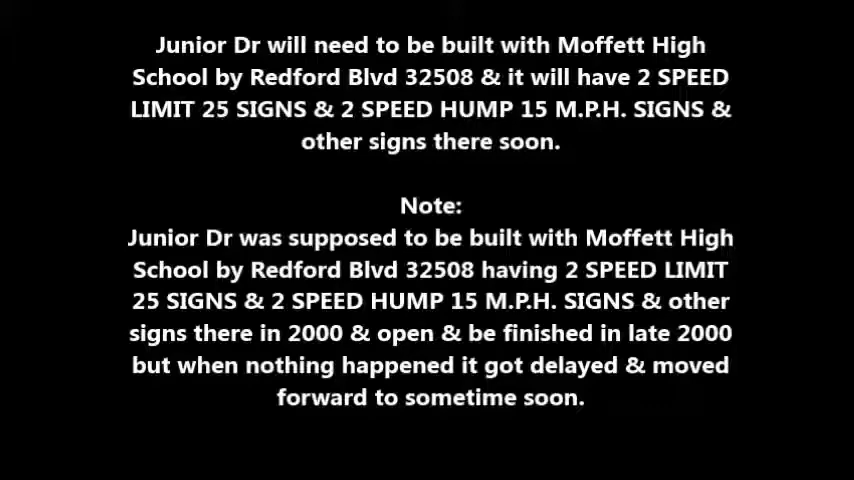 Junior Dr will need to be built with Moffett High
School by Redford Blvd 32508 & it will have 2 SPEED
LIMIT 25 SIGNS & 2 SPEED HUMP 15 M.P.H. SIGNS &
other signs there soon.
Note:
Junior Dr was supposed to be built with Moffett High
School by Redford Blvd 32508 having 2 SPEED LIMIT
25 SIGNS & 2 SPEED HUMP 15 M.P.H. SIGNS & other
signs there in 2000 & open & be finished in late 2000
but when nothing happened it got delayed & moved
forward to sometime soon.